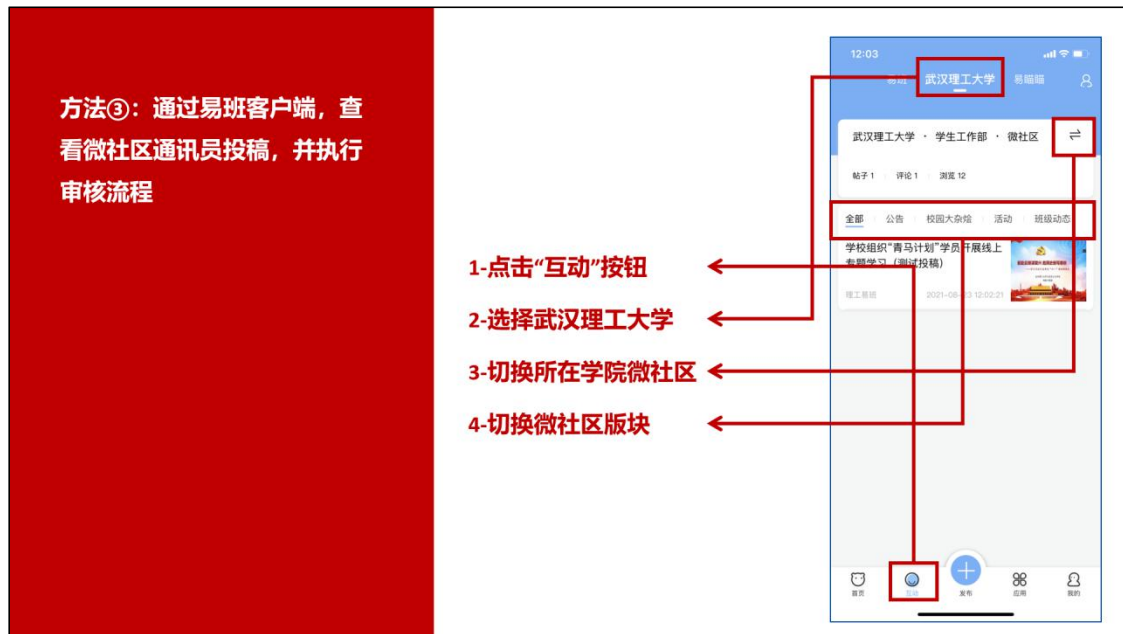 方法③：通过易班客户端，查
看微社区通讯员投稿，并执行
审核流程
1-点击“互动”按钮
2-选择武汉理工大学
3-切换所在学院微社区
4-切换微社区版块
12:03
易班 武汉理工大学 易喵喵
武汉理工大学 · 学生工作部 · 微社区
帖子 1 评论 1 浏览 12
全部 公告 校园大杂烩 活动 班级动态
学校组织“青马计划”学员开展线上
专题学习（测试投稿）
理工易班 12:02:21
首页 互动 发布 应用 我的